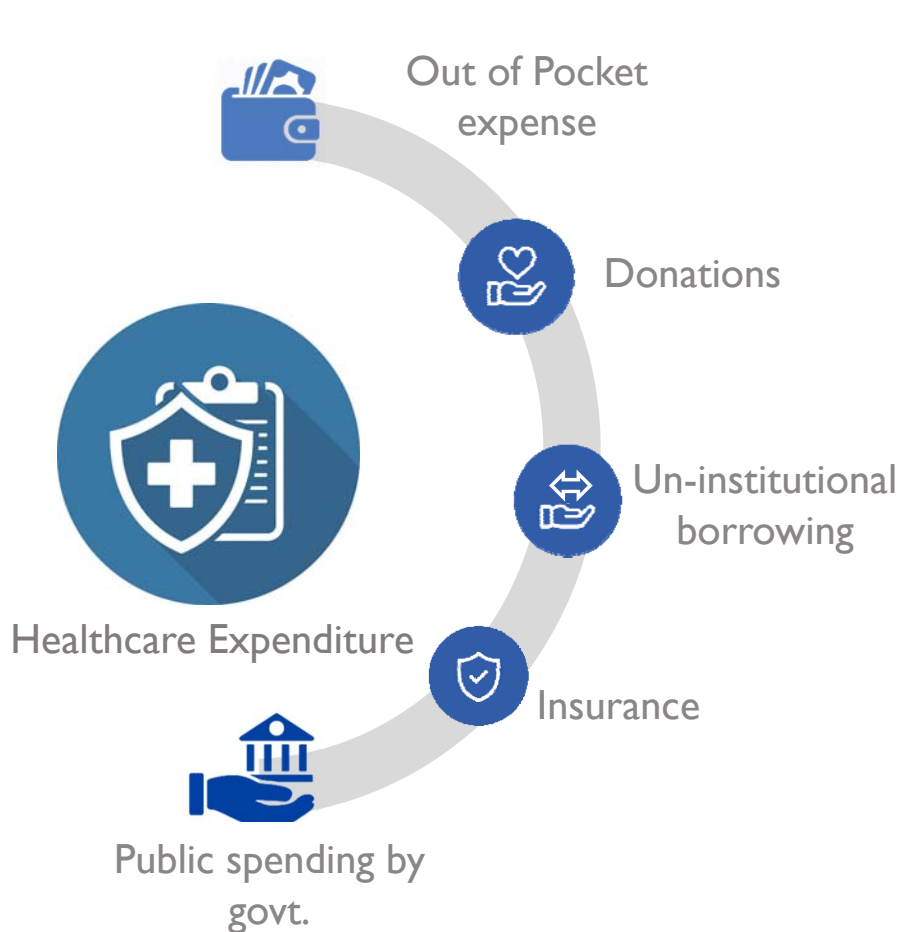 Out of Pocket
expense
Donations
Un-institutional
borrowing
Healthcare Expenditure
Insurance
Public spending by
govt.